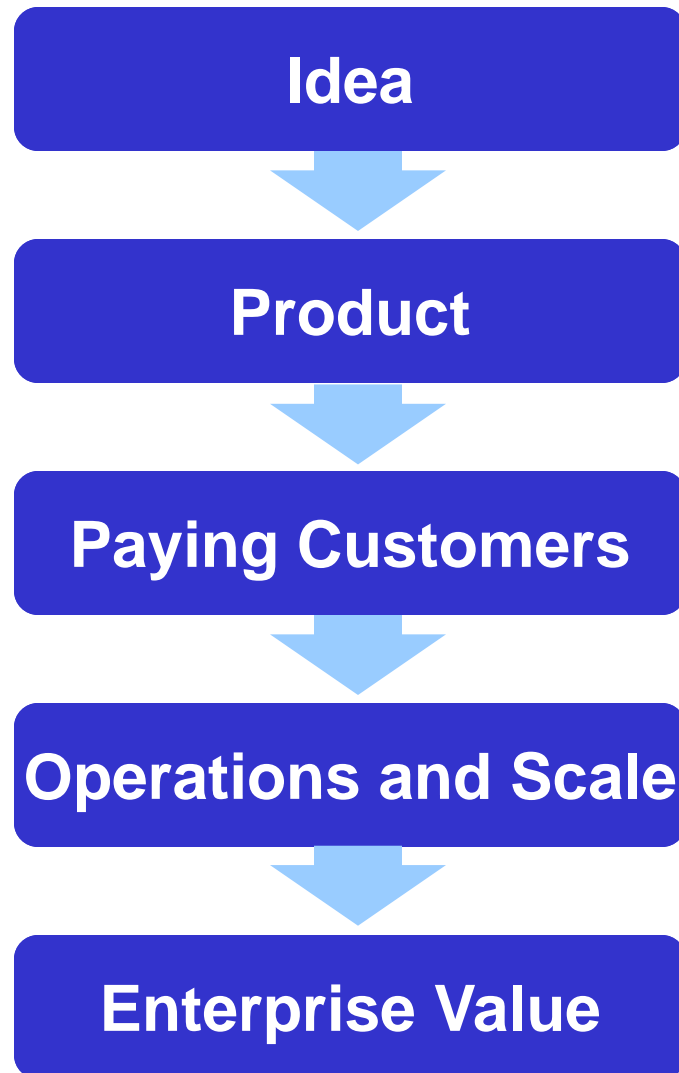 Idea
Product
Paying Customers
Operations and Scale
Enterprise Value